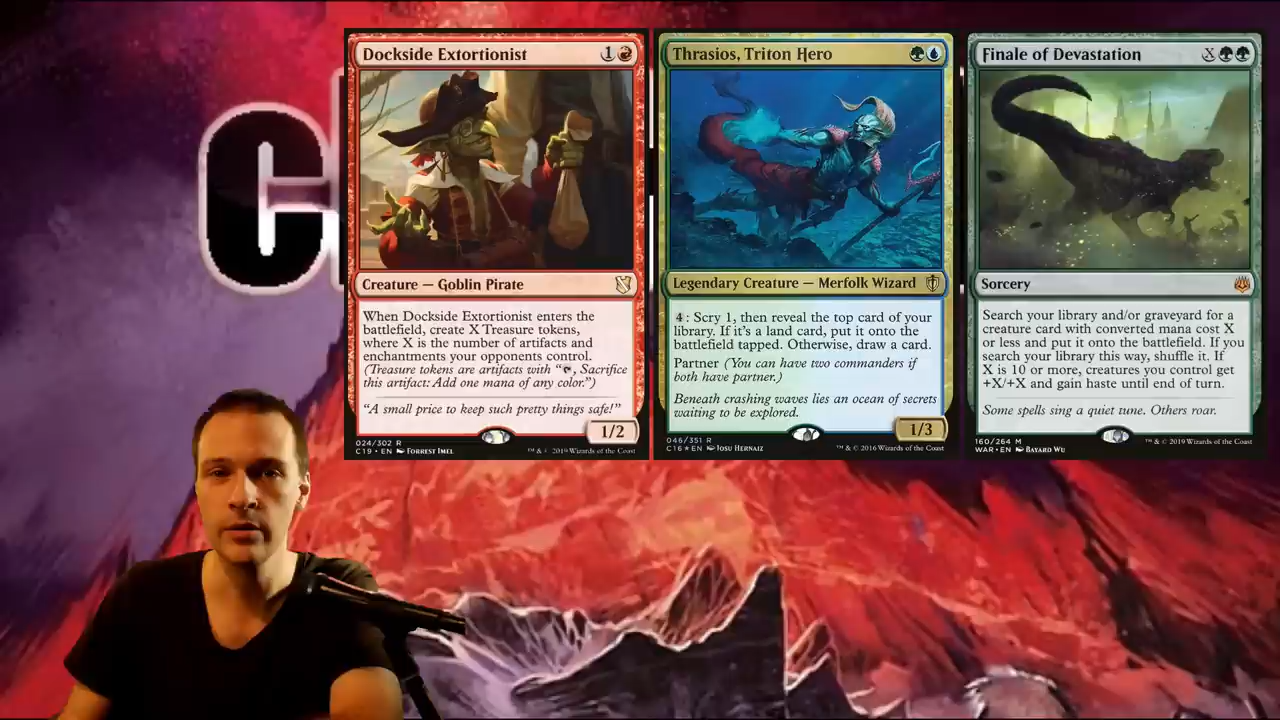 C
Dockside Extortionist 1
Creature — Goblin Pirate
When Dockside Extortionist enters the
battlefield, create X Treasure tokens,
where X is the number of artifacts and
enchantments your opponents control.
(Treasure tokens are artifacts with “, Sacrifice
this artifact: Add one mana of any color.”)
“A small price to keep such pretty things safe!”
1/2
024/302 R
C19 • EN FORREST IMEL
Wizards of the Coast
Thrasios, Triton Hero
Legendary Creature — Merfolk Wizard
4: Scry 1, then reveal the top card of your
library. If it's a land card, put it onto the
battlefield tapped. Otherwise, draw a card.
Partner (You can have two commanders if
both have partner.)
Beneath crashing waves lies an ocean of secrets
waiting to be explored.
1/3
046/351 R
C16 ★ EN JOSU HERNAIZ
™ & © 2016 Wizards of the Coast
Finale of Devastation X
Sorcery
Search your library and/or graveyard for a
creature card with converted mana cost X
or less and put it onto the battlefield. If you
search your library this way, shuffle it. If
X is 10 or more, creatures you control get
+X/+X and gain haste until end of turn.
Some spells sing a quiet tune. Others roar.
160/264 M
WAR • EN BAYARD WU
™ & © 2019 Wizards of the Coast